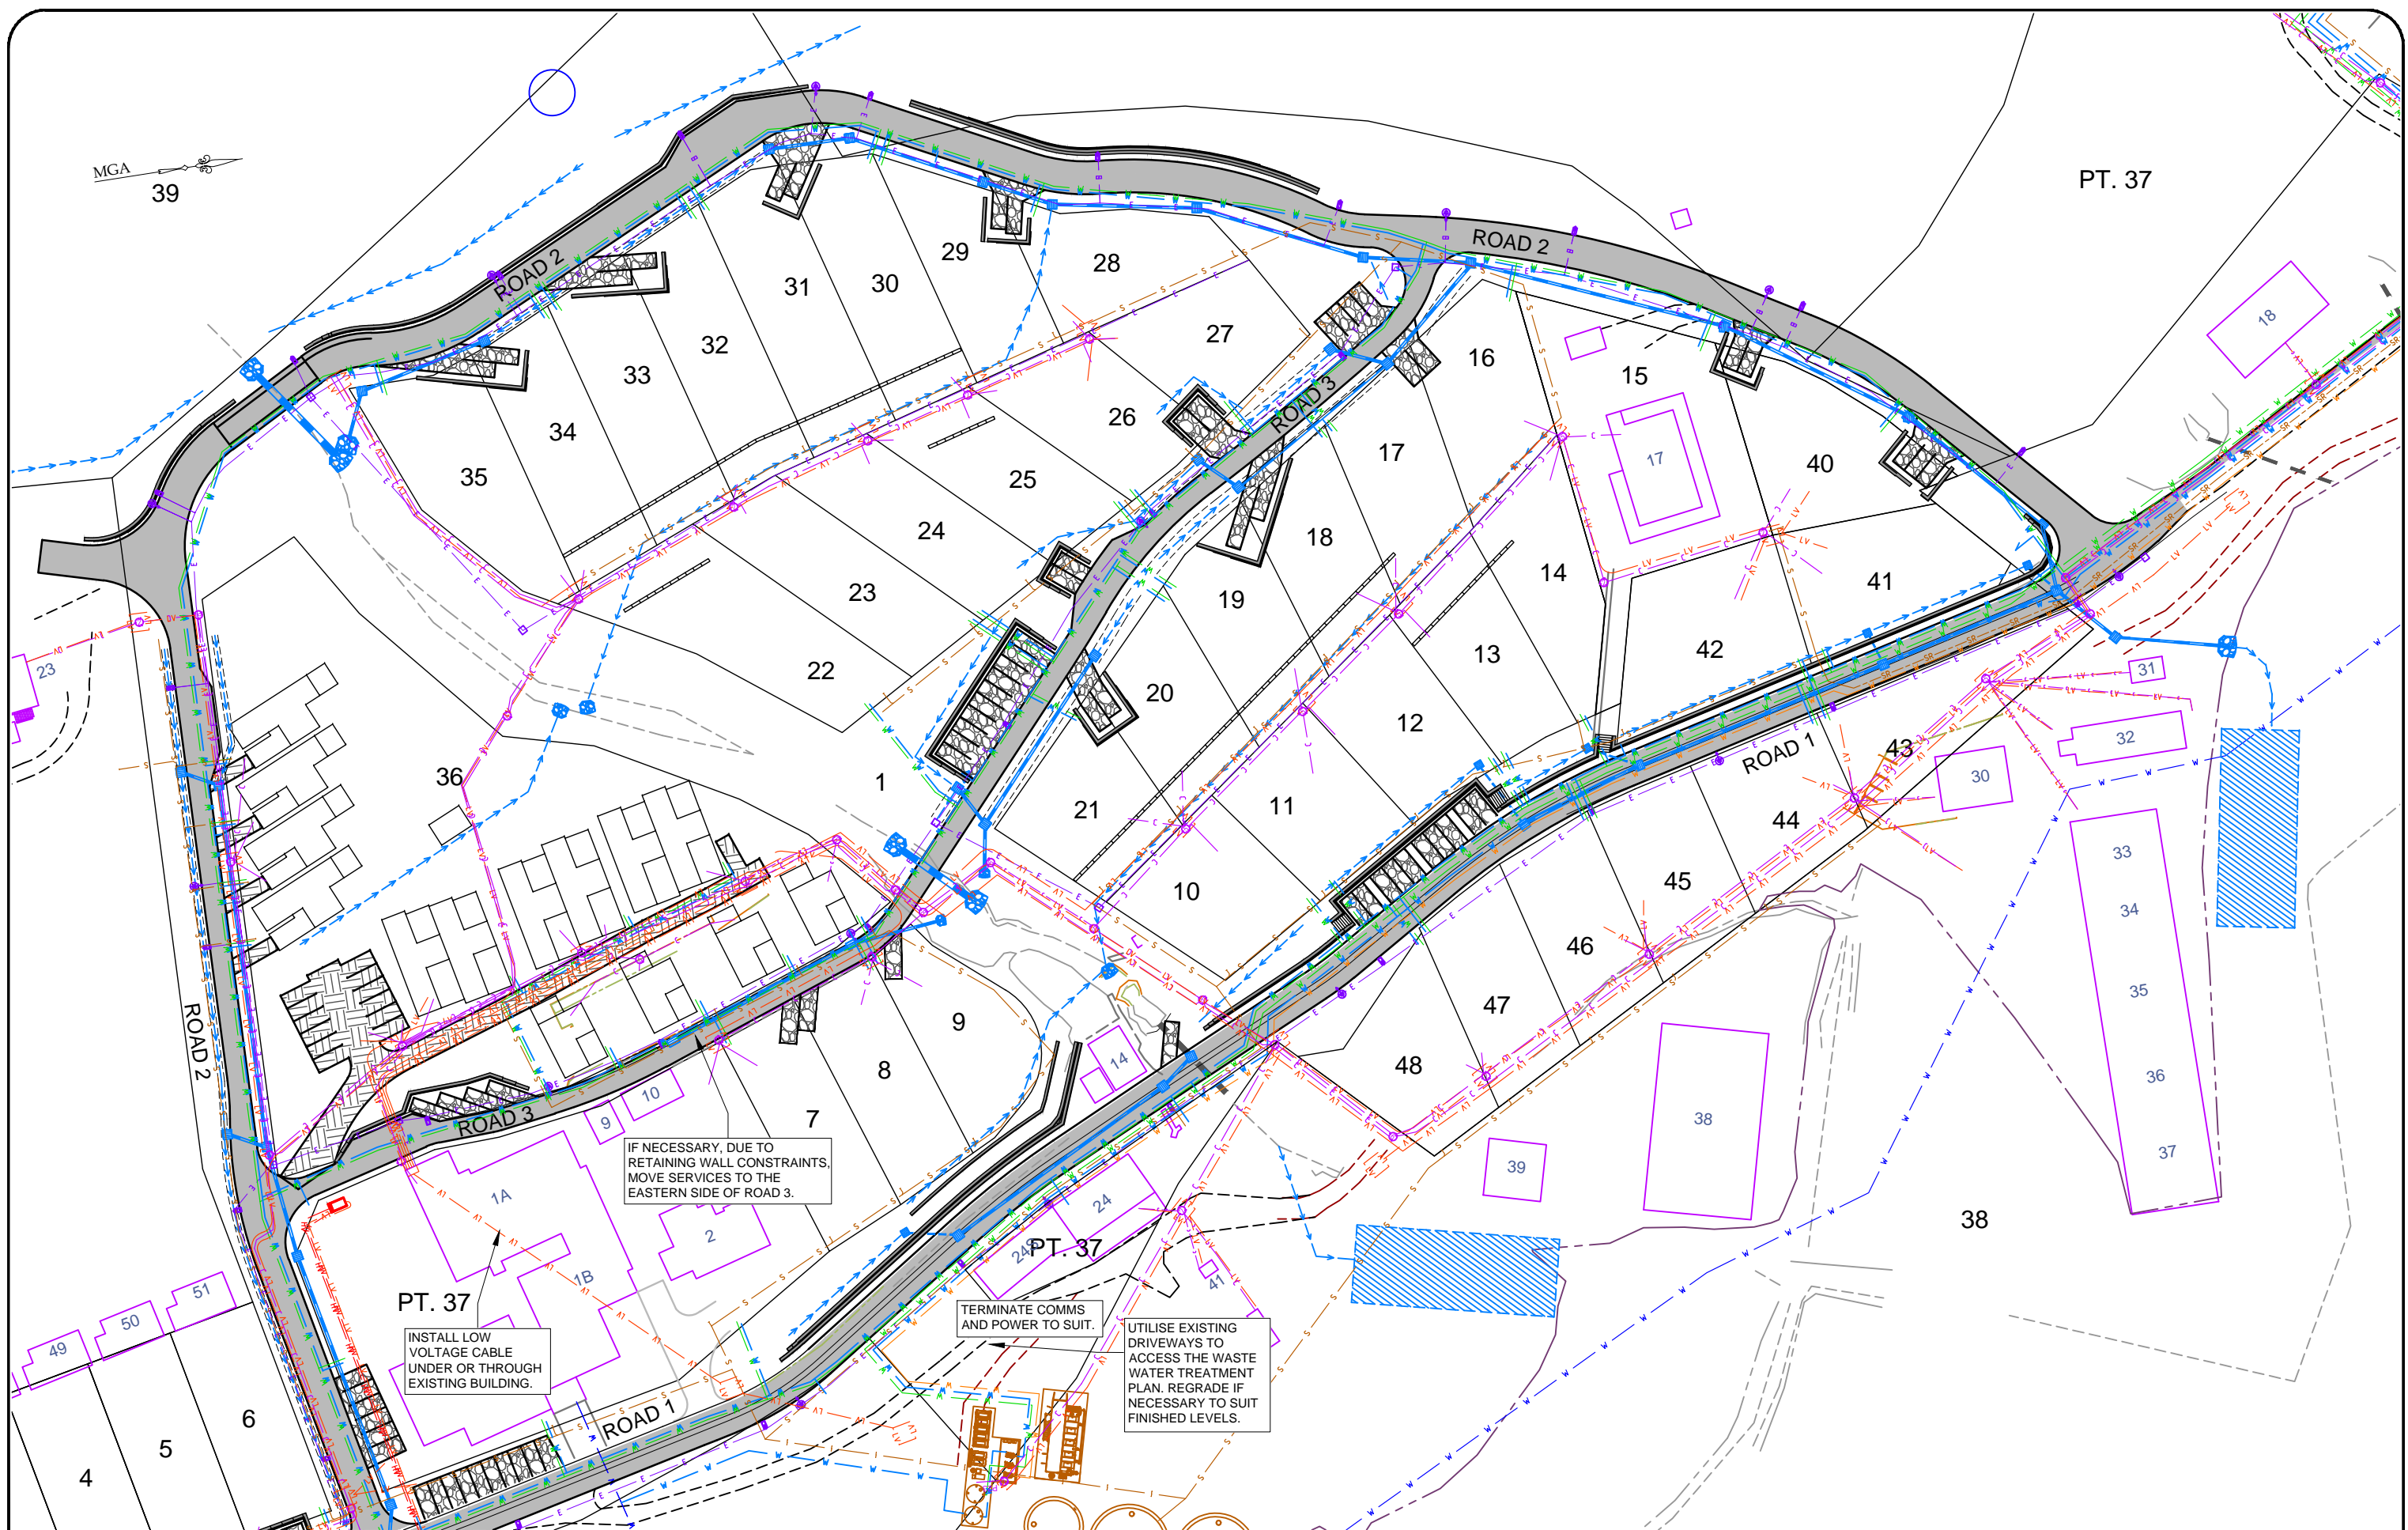 MGA
39
PT. 37
ROAD 2
ROAD 2
29
28
31
30
18
27
32
16
15
33
ROAD 3
26
34
17
17
35
25
40
24
18
14
23
19
41
23
13
42
22
20
31
12
32
36
1
ROAD 1
43
30
11
21
44
33
10
45
34
46
9
35
ROAD 2
47
14
48
8
36
38
10
7
9
ROAD 3
37
39
IF NECESSARY, DUE TO
RETAINING WALL CONSTRAINTS,
MOVE SERVICES TO THE
EASTERN SIDE OF ROAD 3.
1A
24
38
2
PT. 37
1B
41
51
PT. 37
50
49
TERMINATE COMMS
AND POWER TO SUIT.
INSTALL LOW
VOLTAGE CABLE
UNDER OR THROUGH
EXISTING BUILDING.
UTILISE EXISTING
DRIVEWAYS TO
ACCESS THE WASTE
WATER TREATMENT
PLAN. REGRADE IF
NECESSARY TO SUIT
FINISHED LEVELS.
ROAD 1
6
5
4